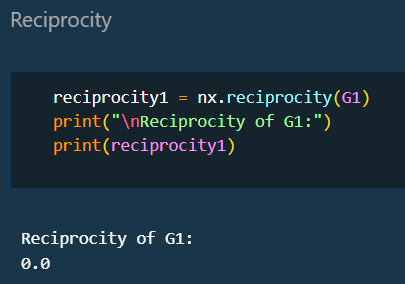 Reciprocity
reciprocity1 = nx.reciprocity(G1)
print("\nReciprocity of G1:")
print(reciprocity1)
Reciprocity of G1:
0.0